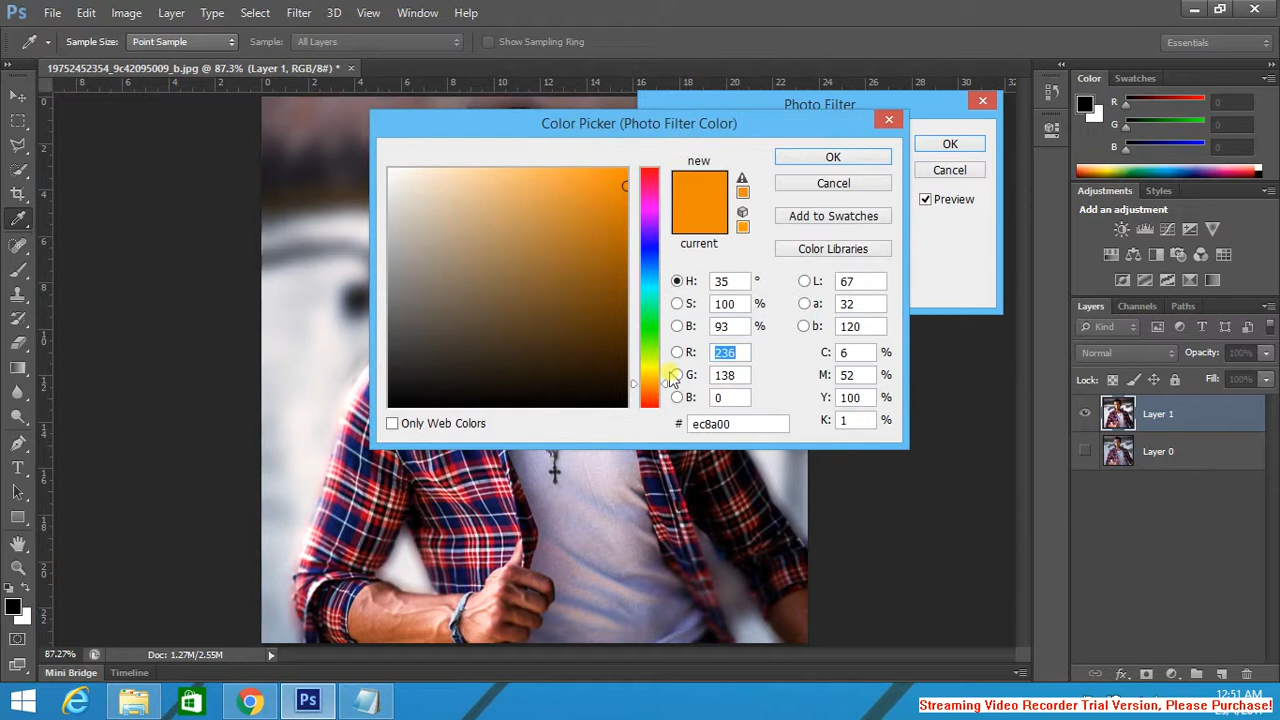 Ps File Edit Image Layer Type Select Filter 3D View Window Help
Sample Size: Point Sample Sample: All Layers Show Sampling Ring Essentials
19752452354_9c42095009_b.jpg @ 87.3% (Layer 1, RGB/8#) * ×
Photo Filter
OK
Cancel
Preview
Color Picker (Photo Filter Color)
new
current
OK
Cancel
Add to Swatches
Color Libraries
H: 35 °
S: 100 %
B: 93 %
R: 236
G: 138
B: 0
# ec8a00
L: 67
a: 32
b: 120
C: 6 %
M: 52 %
Y: 100 %
K: 1 %
Only Web Colors
Color Swatches
R 0
G 0
B 0
Adjustments Styles
Add an adjustment
Layers Channels Paths
Kind
Normal Opacity: 100%
Lock: Fill: 100%
Layer 1
Layer 0
87.27% Doc: 1.27M/2.55M
Mini Bridge Timeline
12:51 AM
Streaming Video Recorder Trial Version, Please Purchase!